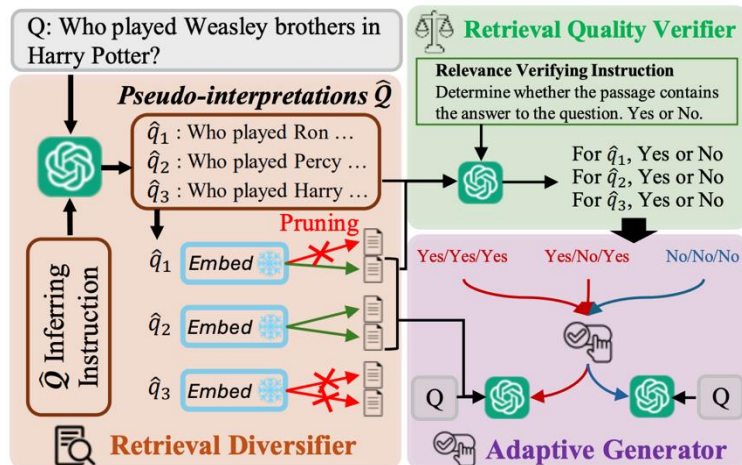 Q: Who played Weasley brothers in
Harry Potter?
Pseudo-interpretations Q̂
q̂₁ : Who played Ron ...
q̂₂ : Who played Percy ...
q̂₃ : Who played Harry ...
Q̂ Inferring
Instruction
Pruning
q̂₁ Embed
q̂₂ Embed
q̂₃ Embed
Retrieval Diversifier
Retrieval Quality Verifier
Relevance Verifying Instruction
Determine whether the passage contains
the answer to the question. Yes or No.
For q̂₁, Yes or No
For q̂₂, Yes or No
For q̂₃, Yes or No
Yes/Yes/Yes Yes/No/Yes No/No/No
Q Q
Adaptive Generator